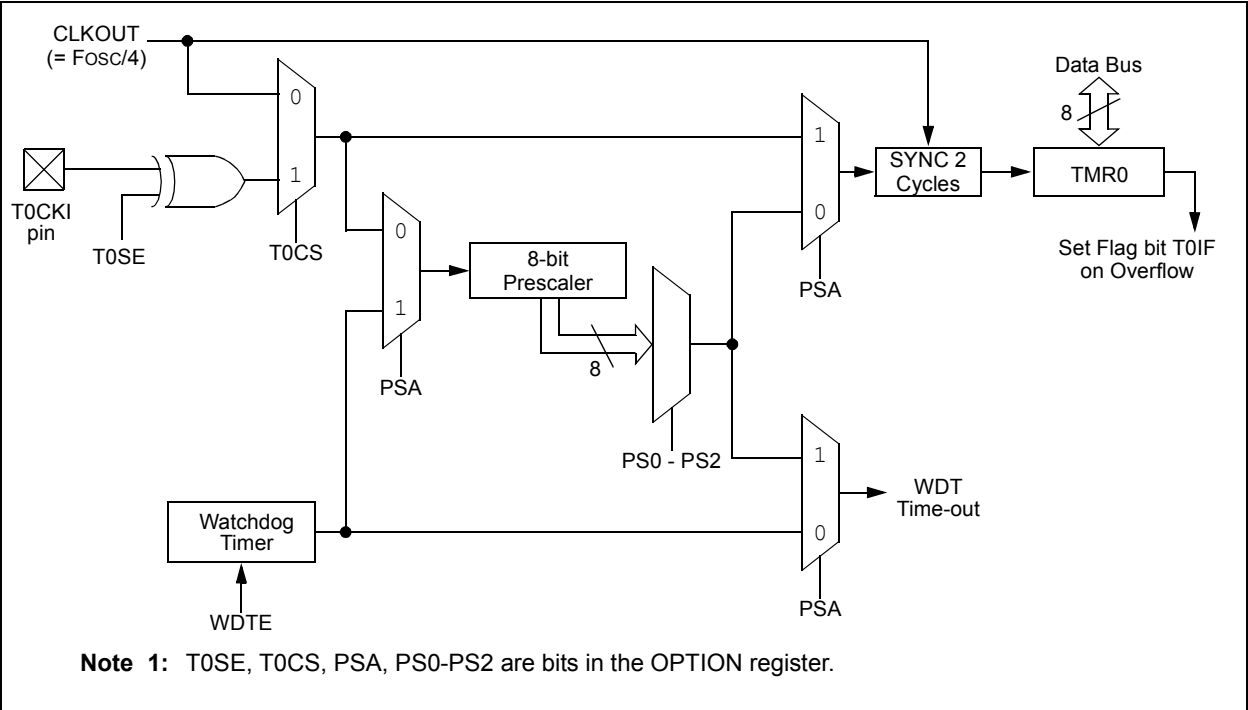 CLKOUT
(= FOSC/4)
Data Bus
8
0
1
T0CKI
pin
T0SE
T0CS
1
0
PSA
SYNC 2
Cycles
TMR0
Set Flag bit T0IF
on Overflow
0
1
PSA
8-bit
Prescaler
8
PS0 - PS2
1
0
PSA
WDT
Time-out
Watchdog
Timer
WDTE
Note 1: T0SE, T0CS, PSA, PS0-PS2 are bits in the OPTION register.